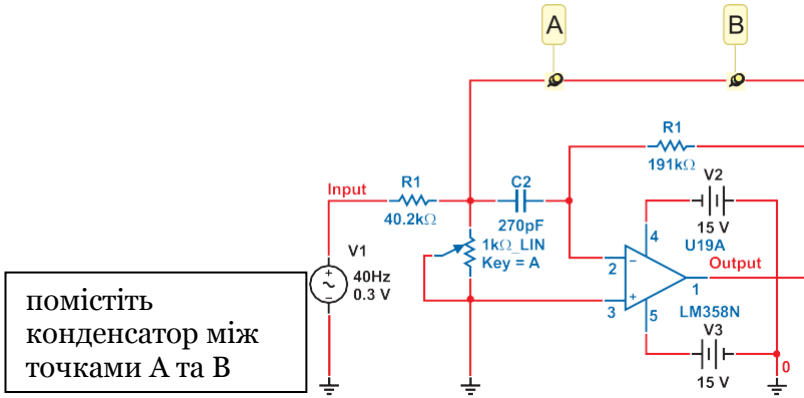 A
B
R1
191kΩ
V2
15 V
Input
R1
40.2kΩ
C2
270pF
1kΩ_LIN
Key = A
4
U19A
2
Output
1
3
5
LM358N
V3
15 V
0
V1
40Hz
0.3 V
помістіть
конденсатор між
точками A та B